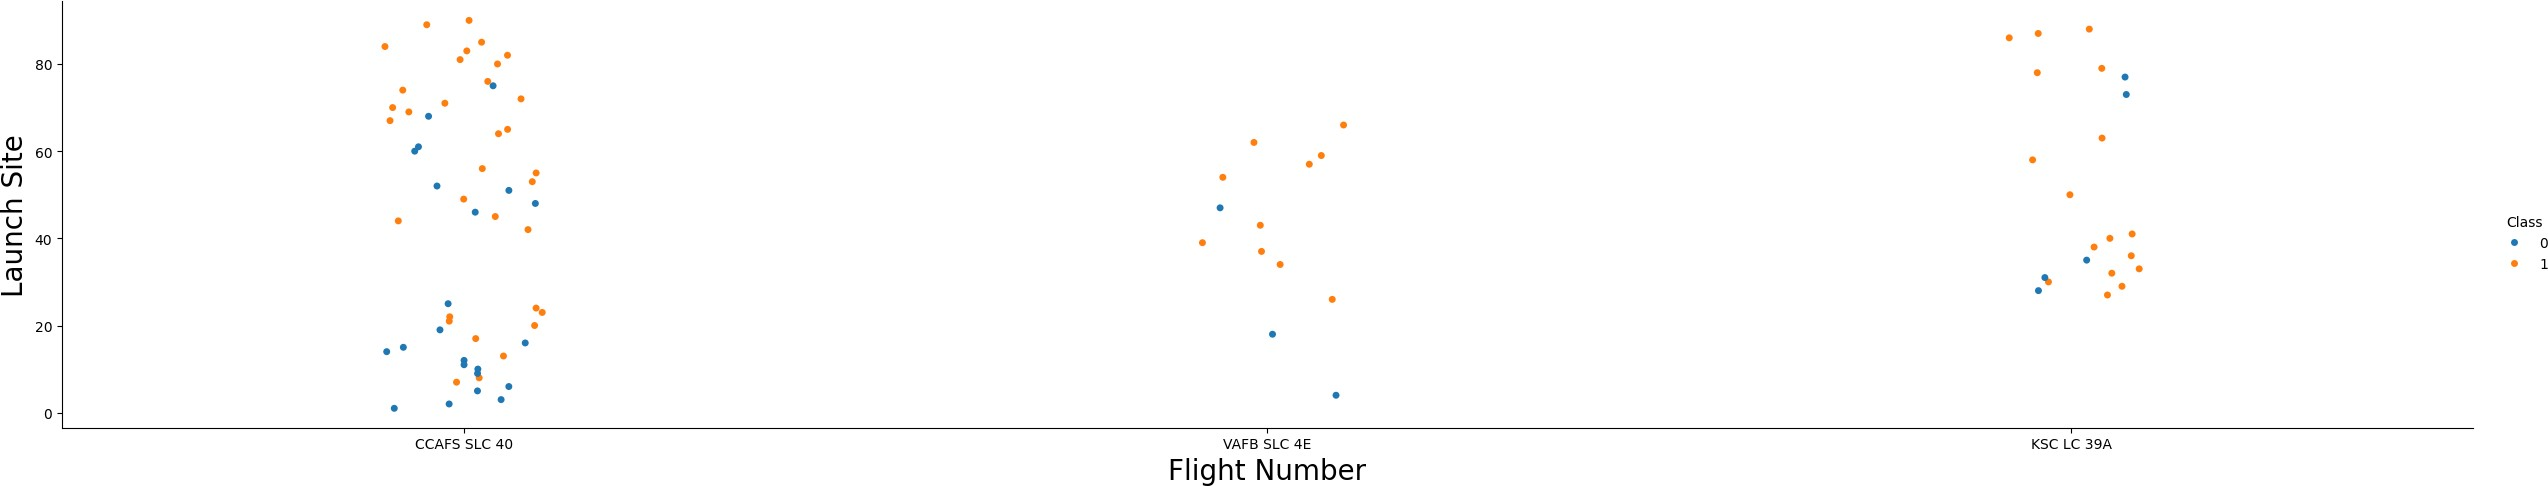 Launch Site
80
60
40
20
0
CCAFS SLC 40
VAFB SLC 4E
KSC LC 39A
Flight Number
Class
0
1